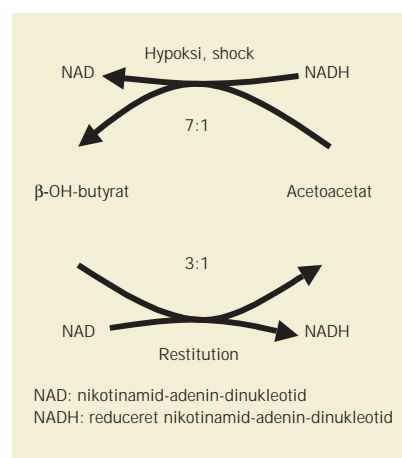 Hypoksi, shock
NAD NADH
7:1
β-OH-butyrat Acetoacetat
3:1
NAD NADH
Restitution
NAD: nikotinamid-adenin-dinukleotid
NADH: reduceret nikotinamid-adenin-dinukleotid